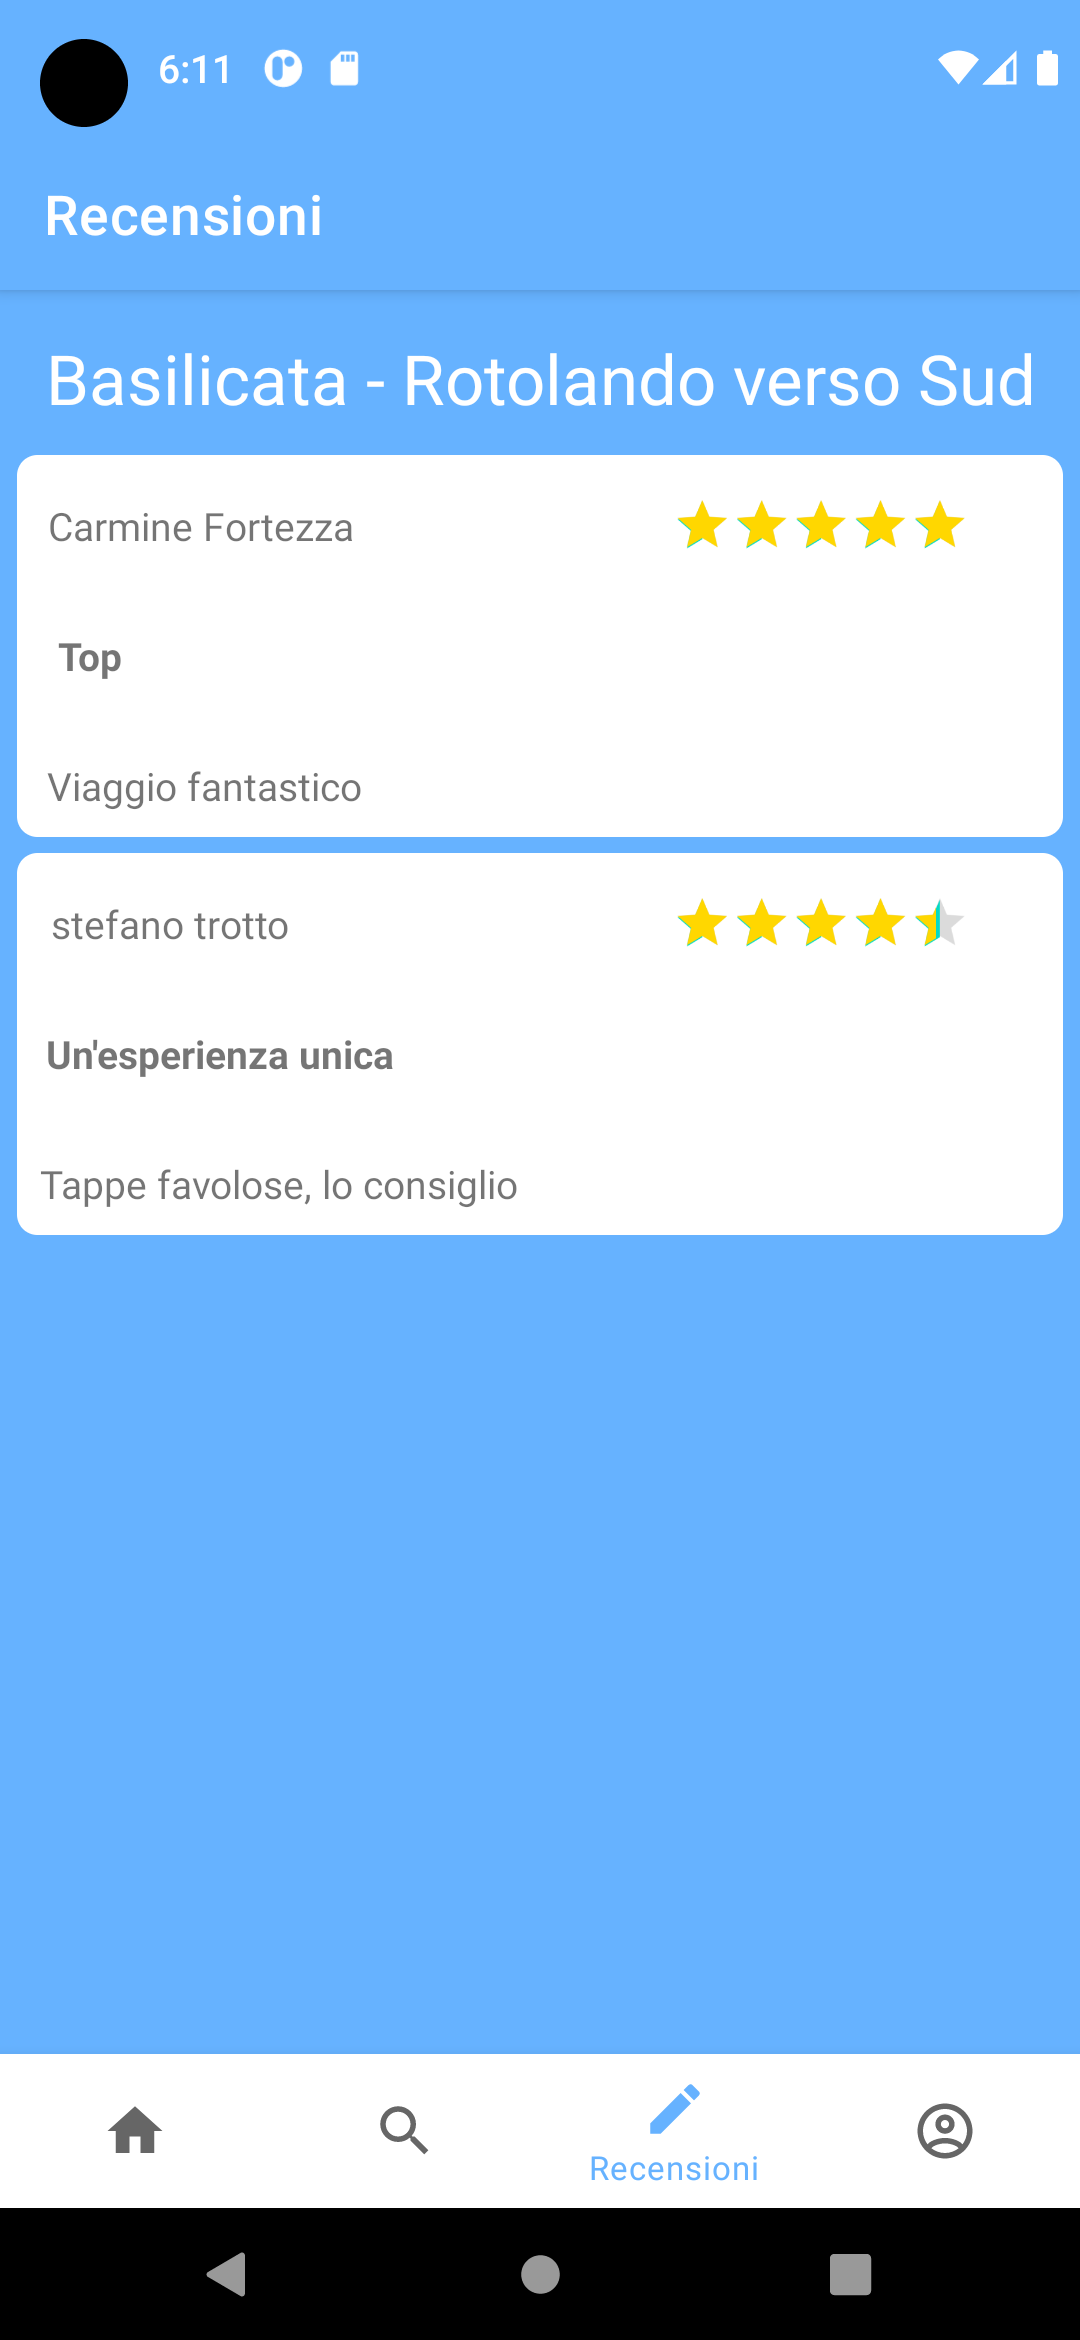 6:11
Recensioni
Basilicata - Rotolando verso Sud
Carmine Fortezza
Top
Viaggio fantastico
stefano trotto
Un'esperienza unica
Tappe favolose, lo consiglio
Recensioni